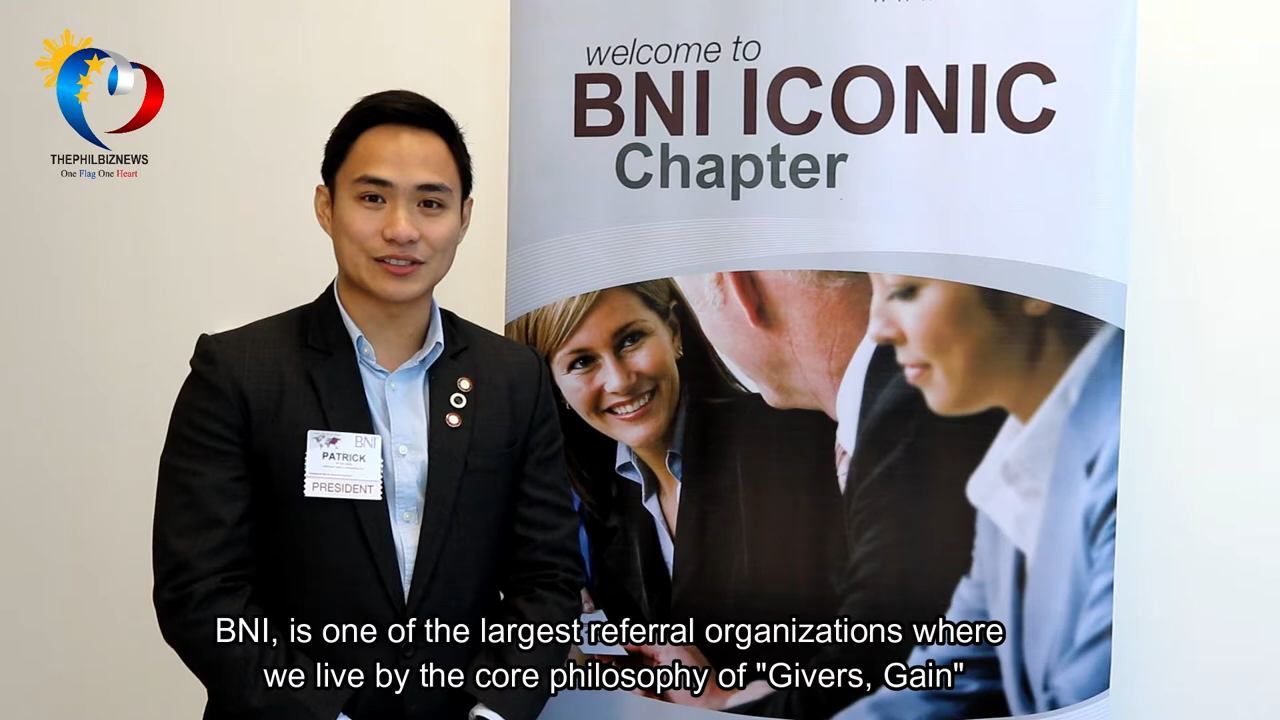 THEPHILBIZNEWS
One Flag One Heart
welcome to
BNI ICONIC
Chapter
BNI
PATRICK
PRESIDENT
BNI, is one of the largest referral organizations where
we live by the core philosophy of "Givers, Gain"